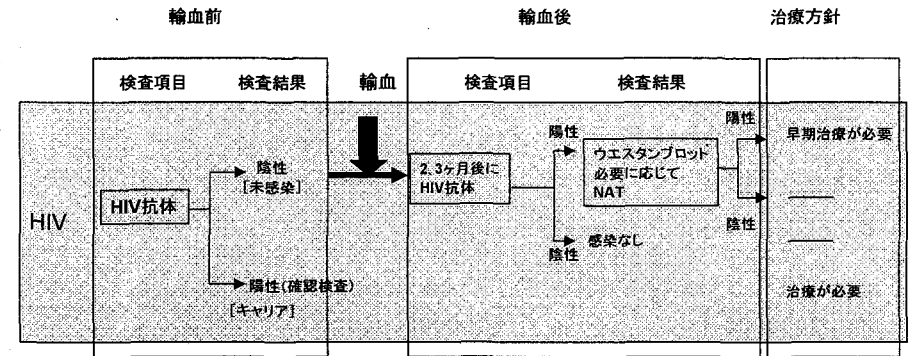 輸血前 輸血後 治療方針
検査項目 検査結果 輸血 検査項目 検査結果
HIV
HIV抗体
陰性
[未感染]
陽性(確認検査)
[キャリア]
2、3ヶ月後に
HIV抗体
陽性
陰性
感染なし
ウエスタンブロッド
必要に応じて
NAT
陽性
陰性
早期治療が必要
治療が必要